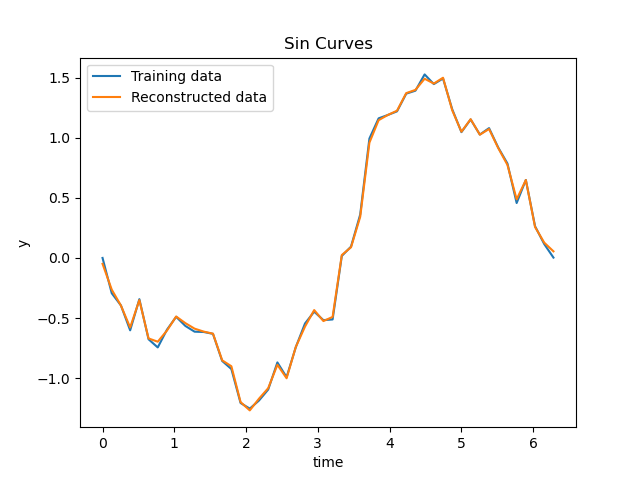 Sin Curves
Training data
Reconstructed data
1.5
1.0
0.5
0.0
−0.5
−1.0
y
0 1 2 3 4 5 6
time